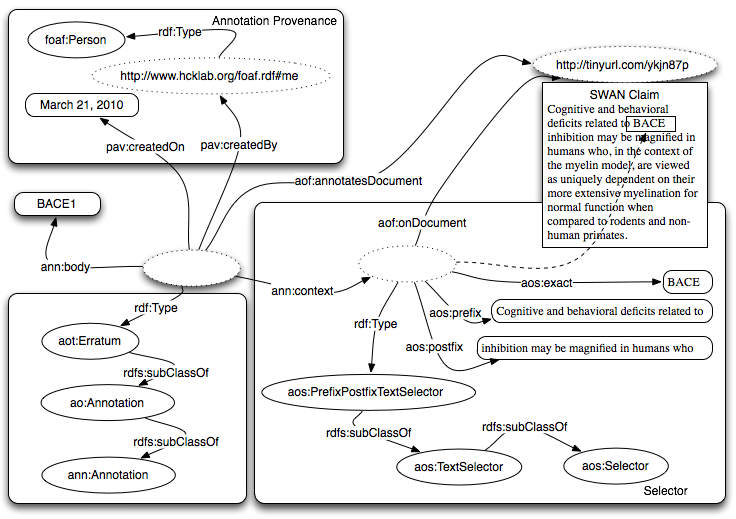 Annotation Provenance
foaf:Person
rdf:Type
http://www.hcklab.org/foaf.rdf#me
March 21, 2010
pav:createdOn
pav:createdBy
http://tinyurl.com/ykjn87p
SWAN Claim
Cognitive and behavioral
deficits related to BACE
inhibition may be magnified in
humans who, in the context of
the myelin model, are viewed
as uniquely dependent on their
more extensive myelination for
normal function when
compared to rodents and non-
human primates.
aof:annotatesDocument
BACE1
ann:body
aof:onDocument
ann:context
aos:exact
BACE
aos:prefix
Cognitive and behavioral deficits related to
rdf:Type
aos:postfix
inhibition may be magnified in humans who
rdf:Type
aot:Erratum
rdfs:subClassOf
ao:Annotation
rdfs:subClassOf
ann:Annotation
aos:PrefixPostfixTextSelector
rdfs:subClassOf
aos:TextSelector
rdfs:subClassOf
aos:Selector
Selector